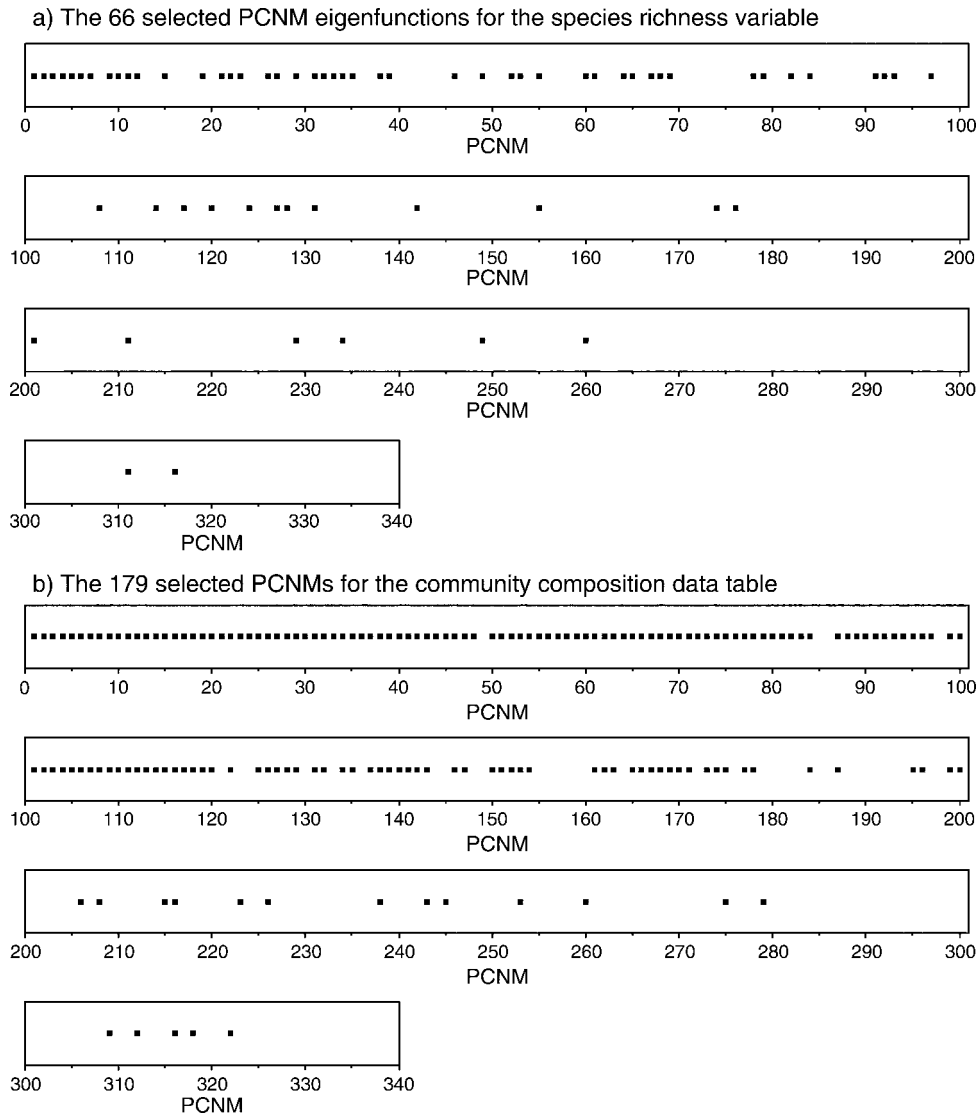 a) The 66 selected PCNM eigenfunctions for the species richness variable
0 10 20 30 40 50 60 70 80 90 100
PCNM
100 110 120 130 140 150 160 170 180 190 200
PCNM
200 210 220 230 240 250 260 270 280 290 300
PCNM
300 310 320 330 340
PCNM
b) The 179 selected PCNMs for the community composition data table
0 10 20 30 40 50 60 70 80 90 100
PCNM
100 110 120 130 140 150 160 170 180 190 200
PCNM
200 210 220 230 240 250 260 270 280 290 300
PCNM
300 310 320 330 340
PCNM